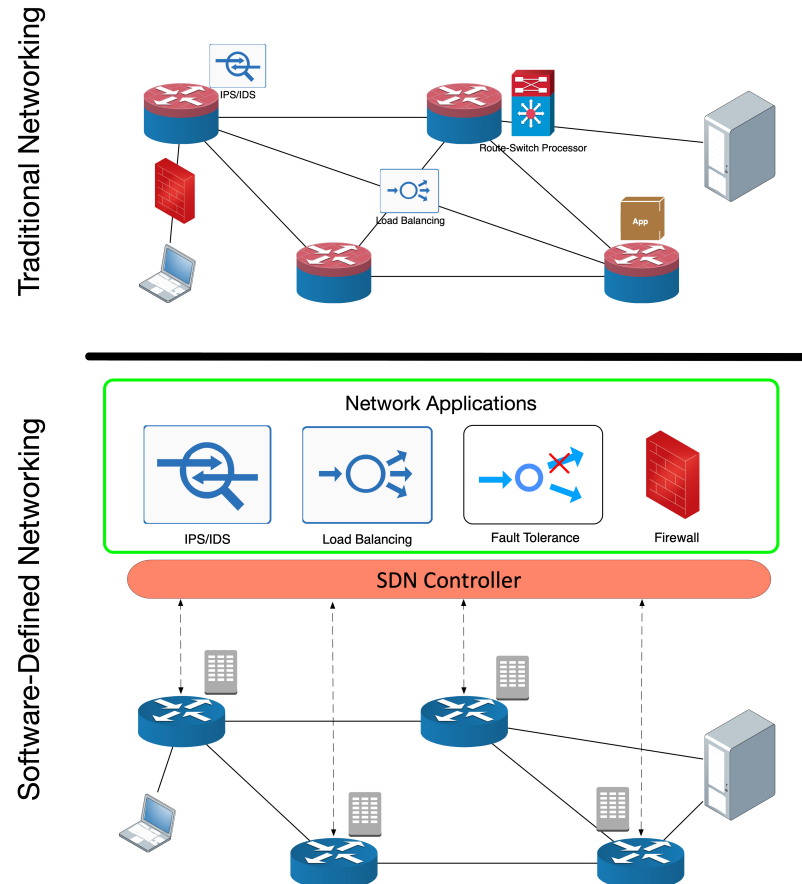 Traditional Networking
IPS/IDS
Route-Switch Processor
Load Balancing
App
Software-Defined Networking
Network Applications
IPS/IDS
Load Balancing
Fault Tolerance
Firewall
SDN Controller